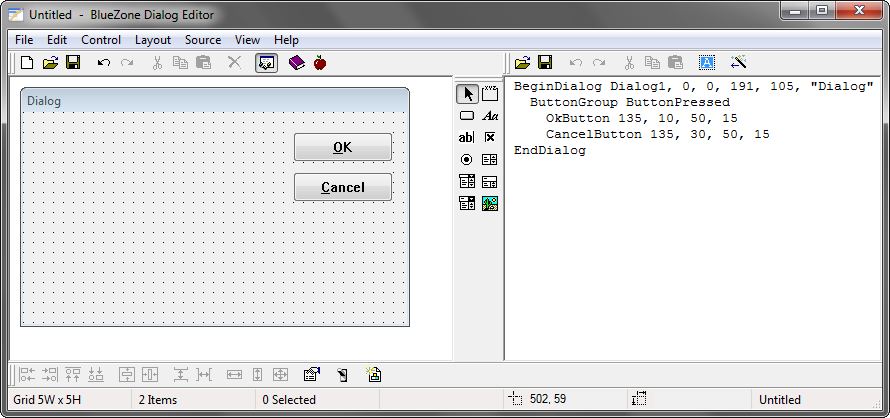 Untitled - BlueZone Dialog Editor
File Edit Control Layout Source View Help
Dialog
OK
Cancel
XYZ
Aa
ab
A
BeginDialog Dialog1, 0, 0, 191, 105, "Dialog"
ButtonGroup ButtonPressed
OkButton 135, 10, 50, 15
CancelButton 135, 30, 50, 15
EndDialog
Grid 5W x 5H 2 Items 0 Selected 502, 59 Untitled